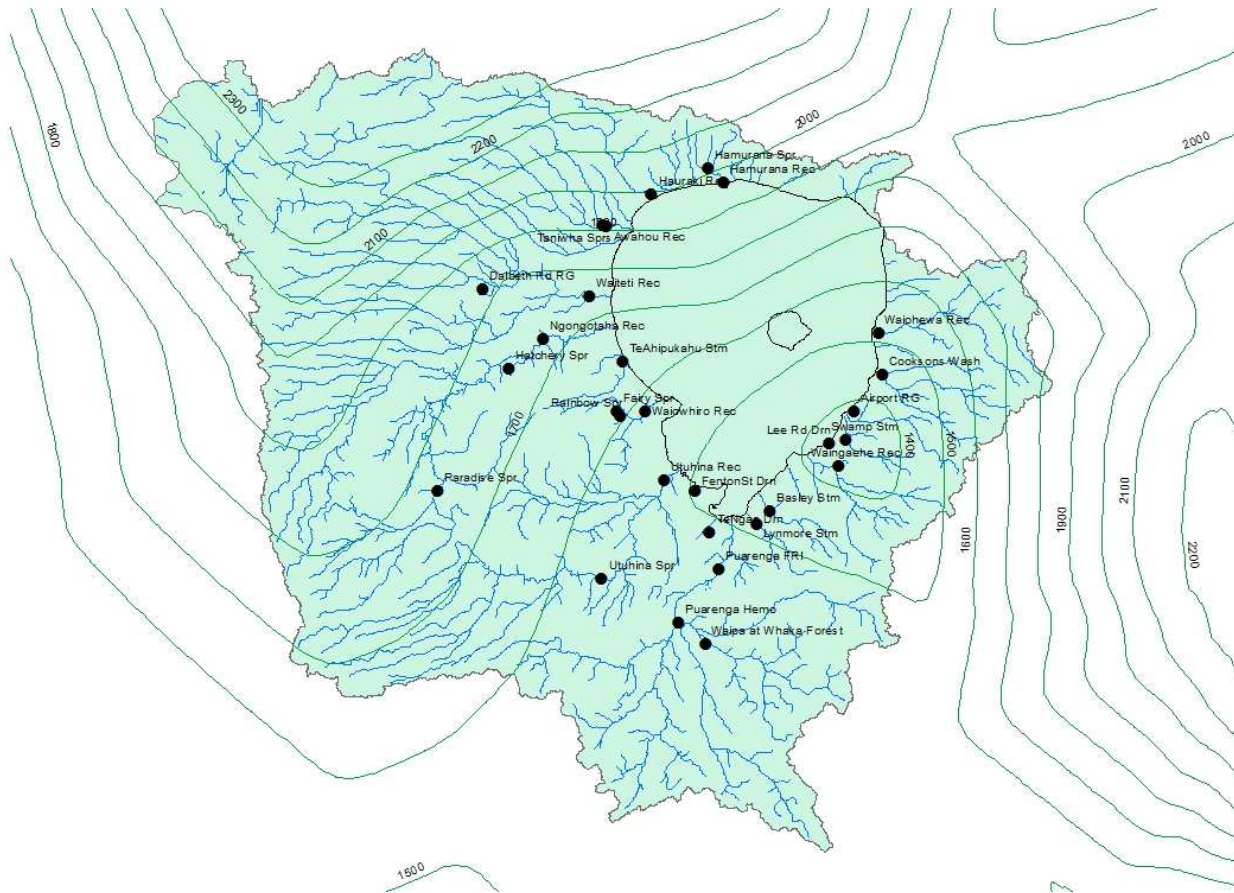 2300
1800
2200
2000
2000
Hamurana Spr
Hamurana Rec
Hauraki
2100
Taniwha Sprs
Awahou Rec
Dalbeth Rd RG
Waiteti Rec
Ngongotaha Rec
Waiohewa Rec
Hatchery Spr
TeAhipukahu Stm
Cooksons Wash
Rainbow Spr
Fairy Spr
Waiowhiro Rec
Airport RG
1700
Lee Rd Drn
Swamp Stm
1400
1500
Waingaehe Rec
Paradise Spr
Utuhina Rec
FentonSt Drn
2100
Basley Stm
1900
1600
2200
Drn
Lynmore Stm
Puarenga FRI
Utuhina Spr
Puarenga Hemo
Waipa at Whaka Forest
1500